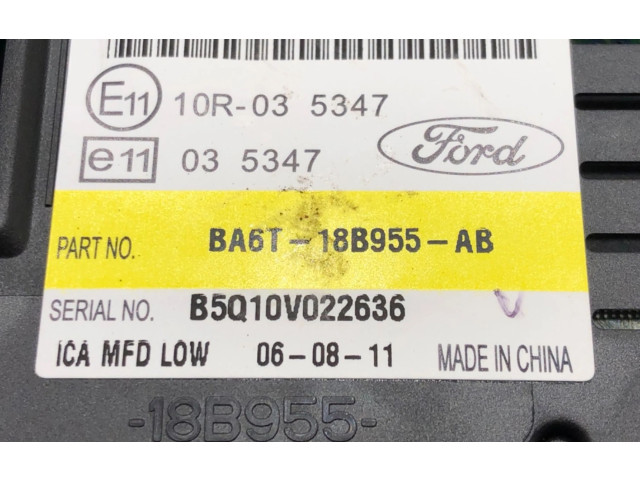 E11 10R-03 5347
e11 03 5347 Ford
PART NO. BA6T-18B955-AB
SERIAL NO. B5Q10V022636
ICA MFD LOW 06-08-11 MADE IN CHINA
-18B955-